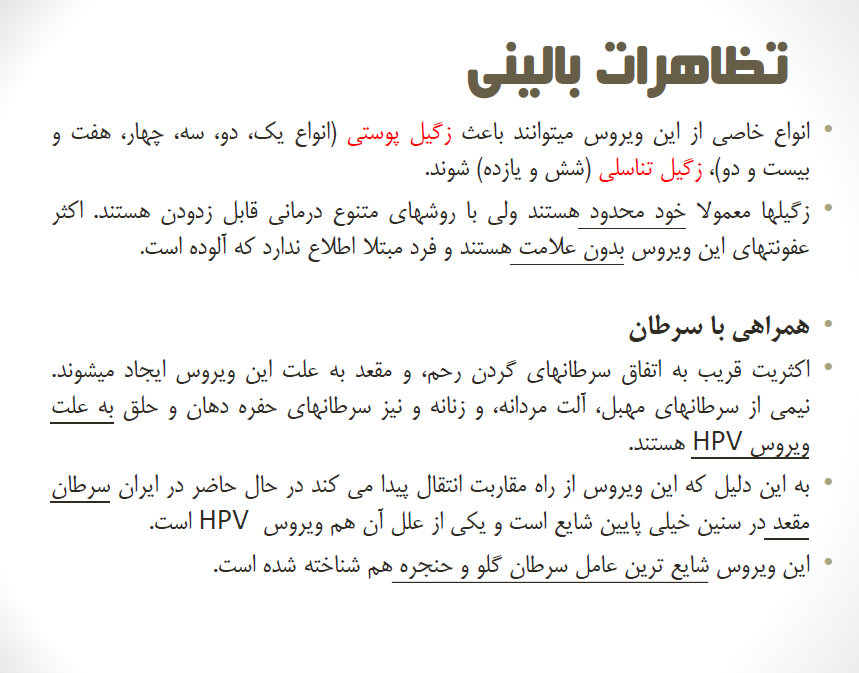 تظاهرات بالینی
• انواع خاصی از این ویروس میتوانند باعث زگیل پوستی (انواع یک، دو، سه، چهار، هفت و
بیست و دو)، زگیل تناسلی (شش و یازده) شوند.
• زگیلها معمولا خود محدود هستند ولی با روشهای متنوع درمانی قابل زدودن هستند. اکثر
عفونتهای این ویروس بدون علامت هستند و فرد مبتلا اطلاع ندارد که آلوده است.
• همراهی با سرطان
• اکثریت قریب به اتفاق سرطانهای گردن رحم، و مقعد به علت این ویروس ایجاد میشوند.
نیمی از سرطانهای مهبل، آلت مردانه، و زنانه و نیز سرطانهای حفره دهان و حلق به علت
ویروس HPV هستند.
• به این دلیل که این ویروس از راه مقاربت انتقال پیدا می کند در حال حاضر در ایران سرطان
مقعد در سنین خیلی پایین شایع است و یکی از علل آن هم ویروس HPV است.
• این ویروس شایع ترین عامل سرطان گلو و حنجره هم شناخته شده است.